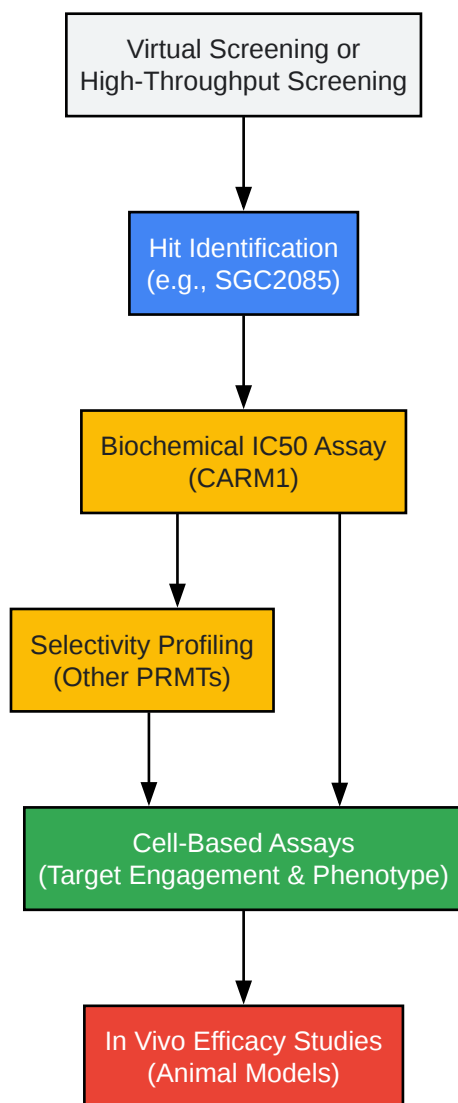 Virtual Screening or
High-Throughput Screening
Hit Identification
(e.g., SGC2085)
Biochemical IC50 Assay
(CARM1)
Selectivity Profiling
(Other PRMTs)
Cell-Based Assays
(Target Engagement & Phenotype)
In Vivo Efficacy Studies
(Animal Models)